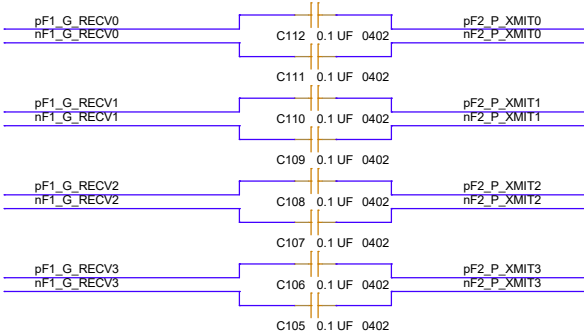 pF1_G_RECV0 pF2_P_XMIT0
nF1_G_RECV0 C112 0.1 UF 0402 nF2_P_XMIT0
C111 0.1 UF 0402
pF1_G_RECV1 pF2_P_XMIT1
nF1_G_RECV1 C110 0.1 UF 0402 nF2_P_XMIT1
C109 0.1 UF 0402
pF1_G_RECV2 pF2_P_XMIT2
nF1_G_RECV2 C108 0.1 UF 0402 nF2_P_XMIT2
C107 0.1 UF 0402
pF1_G_RECV3 pF2_P_XMIT3
nF1_G_RECV3 C106 0.1 UF 0402 nF2_P_XMIT3
C105 0.1 UF 0402